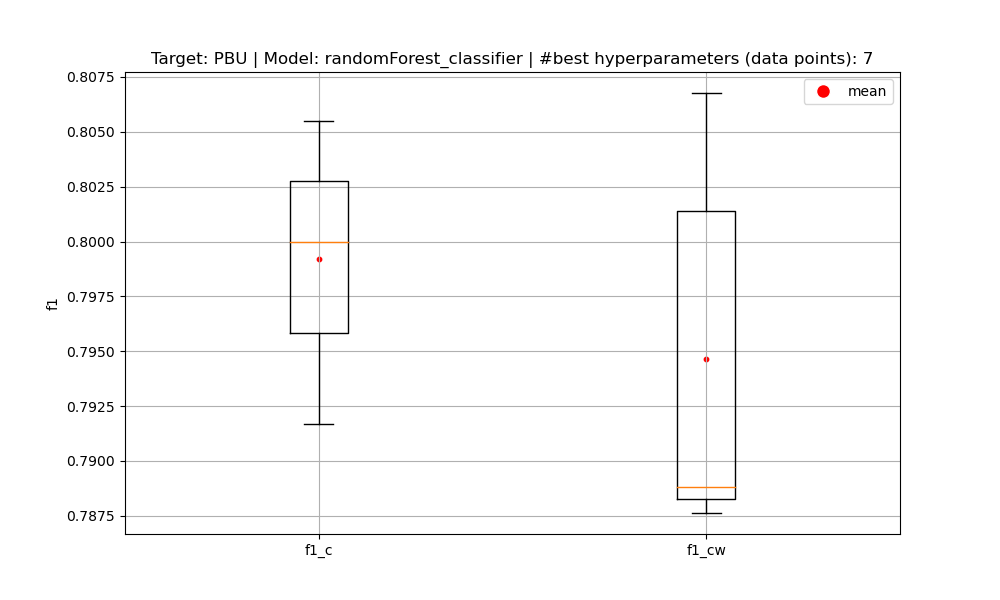 Target: PBU | Model: randomForest_classifier | #best hyperparameters (data points): 7
mean
f1
0.8075
0.8050
0.8025
0.8000
0.7975
0.7950
0.7925
0.7900
0.7875
f1_c
f1_cw